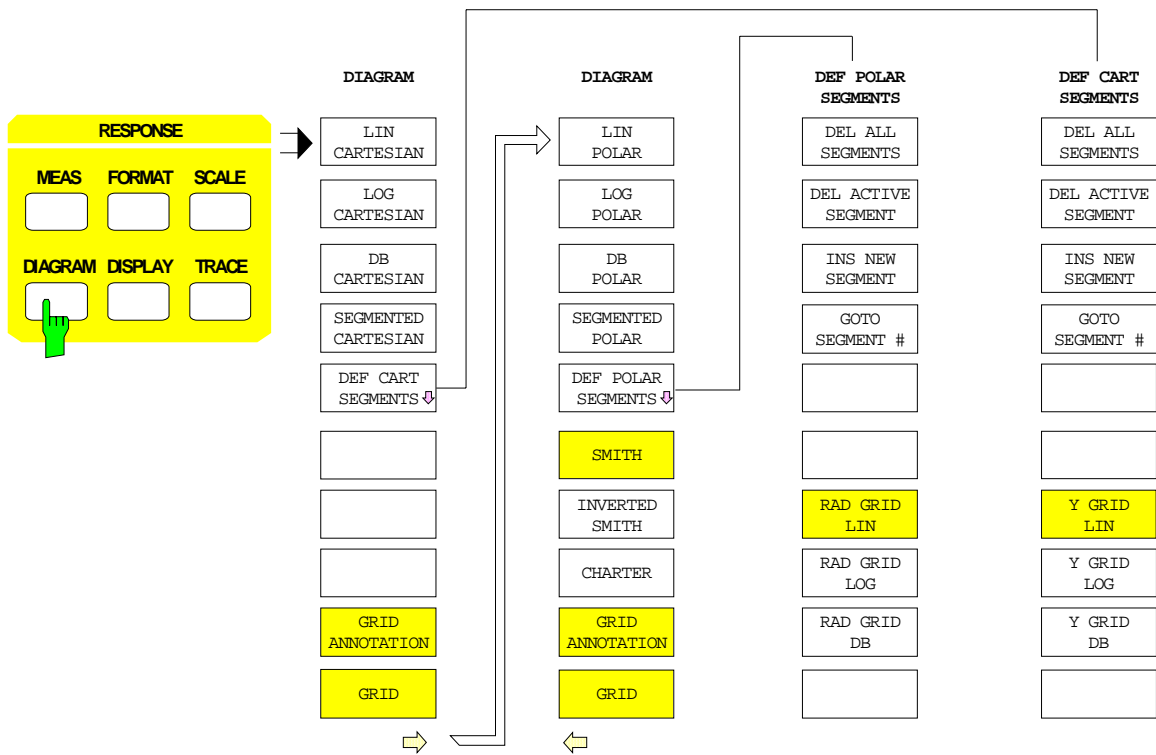 RESPONSE
MEAS FORMAT SCALE
DIAGRAM DISPLAY TRACE
DIAGRAM
LIN
CARTESIAN
LOG
CARTESIAN
DB
CARTESIAN
SEGMENTED
CARTESIAN
DEF CART
SEGMENTS
GRID
ANNOTATION
GRID
DIAGRAM
LIN
POLAR
LOG
POLAR
DB
POLAR
SEGMENTED
POLAR
DEF POLAR
SEGMENTS
SMITH
INVERTED
SMITH
CHARTER
GRID
ANNOTATION
GRID
DEF POLAR
SEGMENTS
DEL ALL
SEGMENTS
DEL ACTIVE
SEGMENT
INS NEW
SEGMENT
GOTO
SEGMENT #
RAD GRID
LIN
RAD GRID
LOG
RAD GRID
DB
DEF CART
SEGMENTS
DEL ALL
SEGMENTS
DEL ACTIVE
SEGMENT
INS NEW
SEGMENT
GOTO
SEGMENT #
Y GRID
LIN
Y GRID
LOG
Y GRID
DB